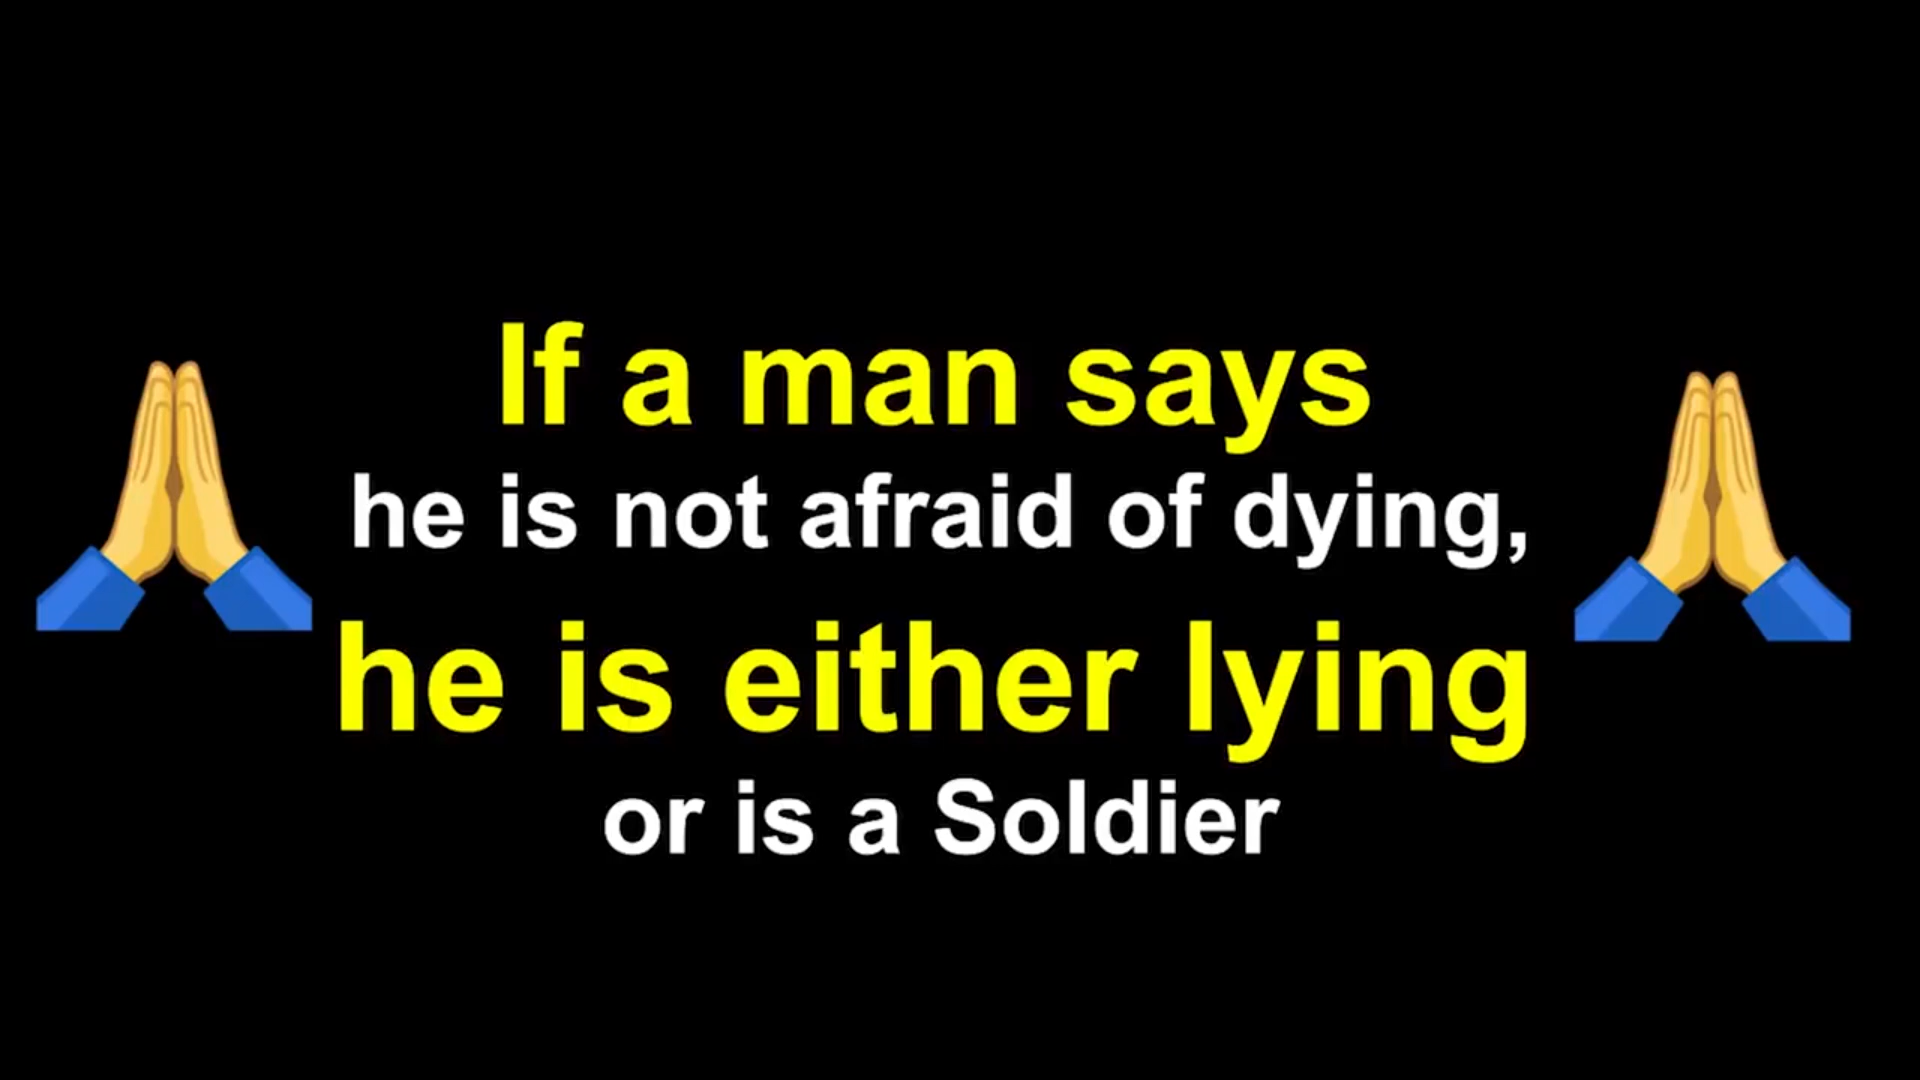 If a man says
he is not afraid of dying,
he is either lying
or is a Soldier